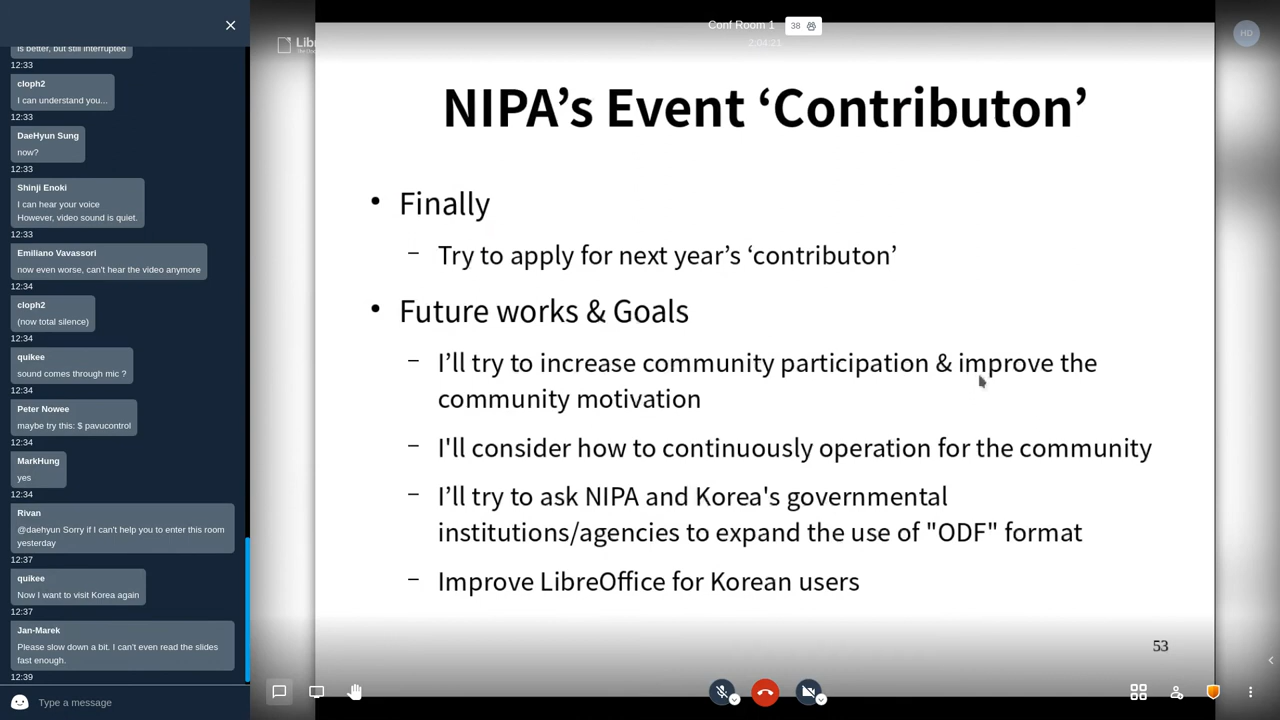 is better, but still interrupted
12:33
cloph2
I can understand you...
12:33
DaeHyun Sung
now?
12:33
Shinji Enoki
I can hear your voice
However, video sound is quiet.
12:33
Emiliano Vavassori
now even worse, can't hear the video anymore
12:34
cloph2
(now total silence)
12:34
quikee
sound comes through mic ?
12:34
Peter Nowee
maybe try this: $ pavucontrol
12:34
MarkHung
yes
12:34
Rivan
@daehyun Sorry if I can't help you to enter this room
yesterday
12:37
quikee
Now I want to visit Korea again
12:37
Jan-Marek
Please slow down a bit. I can't even read the slides
fast enough.
12:39
Type a message
Conf Room 1
38
2:04:21
HD
NIPA’s Event ‘Contributon’
• Finally
– Try to apply for next year’s ‘contributon’
• Future works & Goals
– I’ll try to increase community participation & improve the
community motivation
– I'll consider how to continuously operation for the community
– I’ll try to ask NIPA and Korea's governmental
institutions/agencies to expand the use of "ODF" format
– Improve LibreOffice for Korean users
53